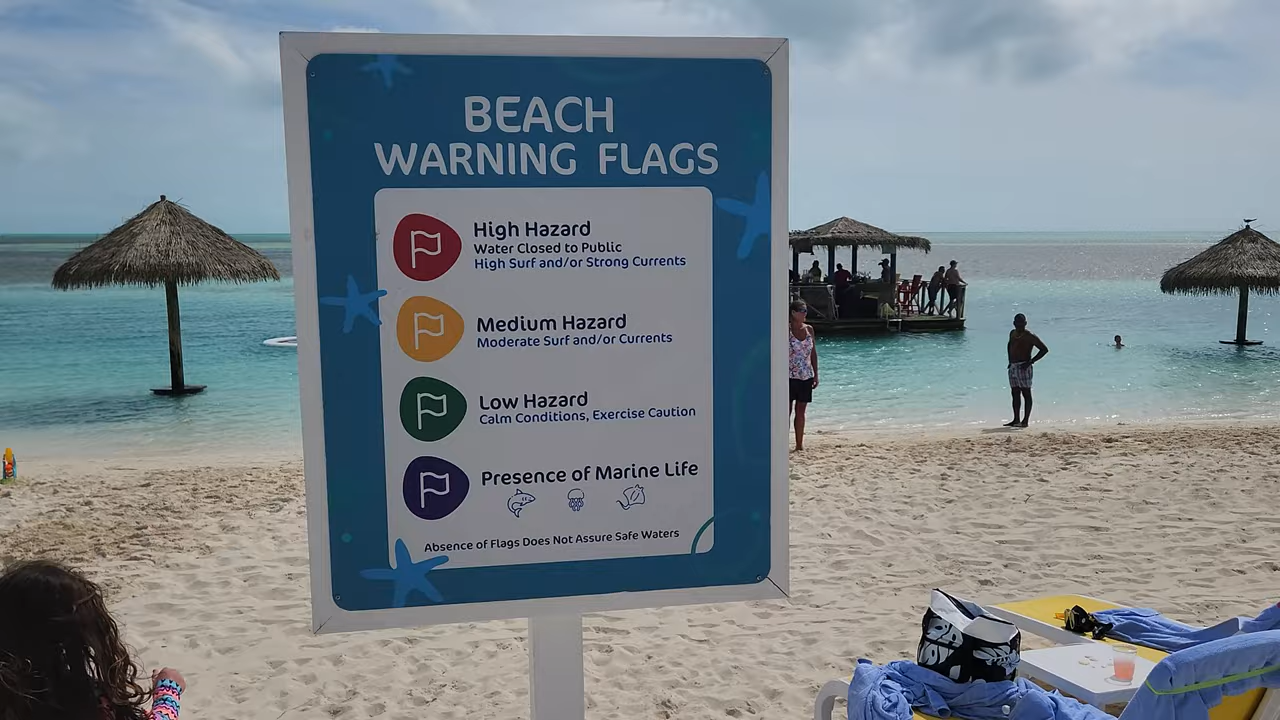 BEACH
WARNING FLAGS
High Hazard
Water Closed to Public
High Surf and/or Strong Currents
Medium Hazard
Moderate Surf and/or Currents
Low Hazard
Calm Conditions, Exercise Caution
Presence of Marine Life
Absence of Flags Does Not Assure Safe Waters